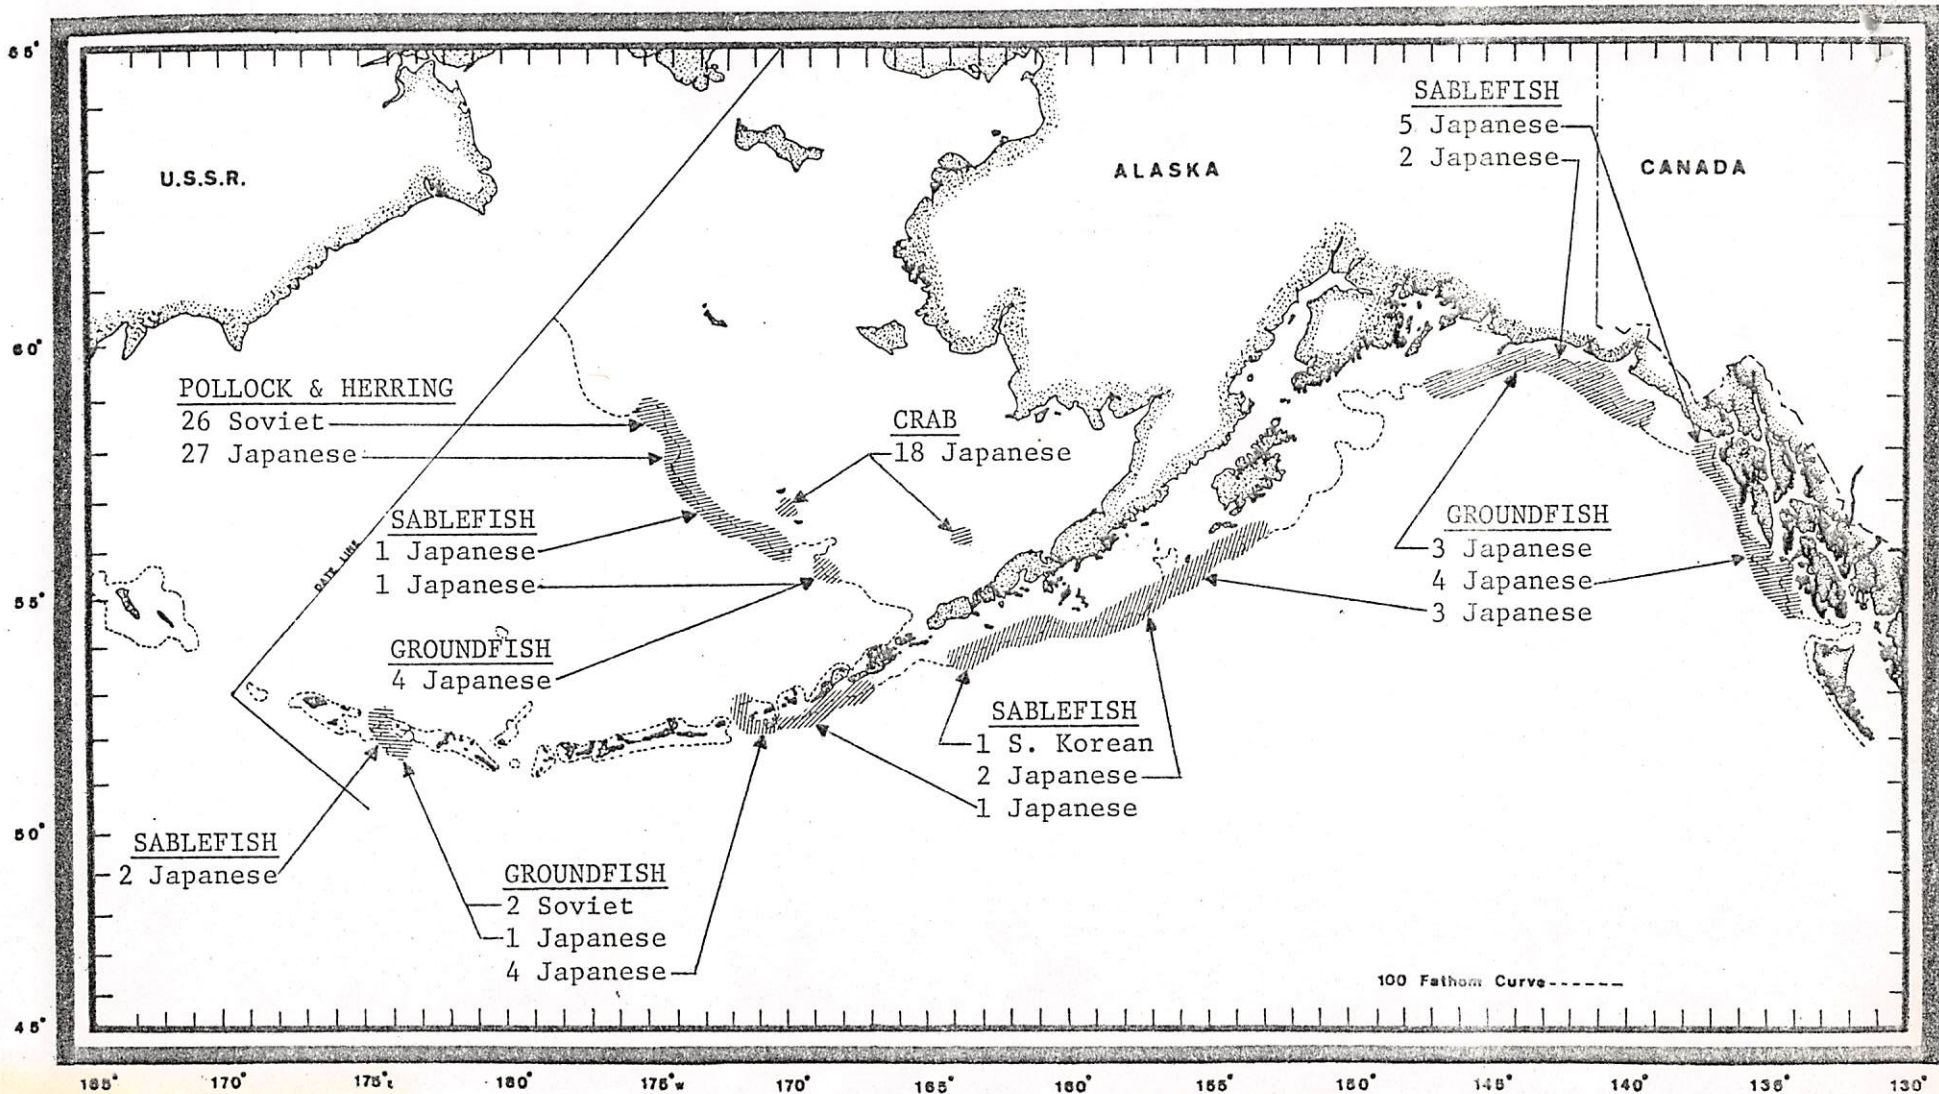 65°
SABLEFISH
5 Japanese
2 Japanese
U.S.S.R.
ALASKA
CANADA
60°
POLLOCK & HERRING
26 Soviet
27 Japanese
CRAB
18 Japanese
SABLEFISH
1 Japanese
1 Japanese
GROUNDFISH
3 Japanese
4 Japanese
3 Japanese
DATE LINE
55°
GROUNDFISH
4 Japanese
SABLEFISH
1 S. Korean
2 Japanese
1 Japanese
50°
SABLEFISH
2 Japanese
GROUNDFISH
2 Soviet
1 Japanese
4 Japanese
100 Fathom Curve
45°
165° 170° 175°E 180° 175°W 170° 165° 160° 155° 150° 145° 140° 135° 130°